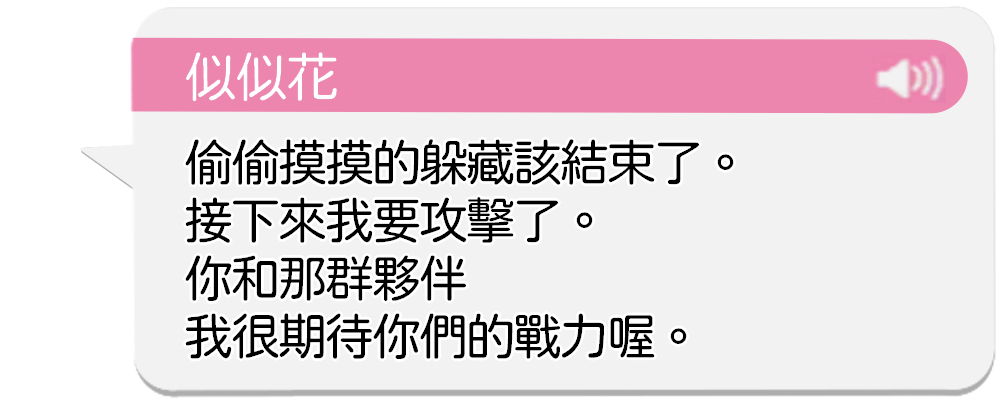 似似花
偷偷摸摸的躲藏該結束了。
接下來我要攻擊了。
你和那群夥伴
我很期待你們的戰力喔。